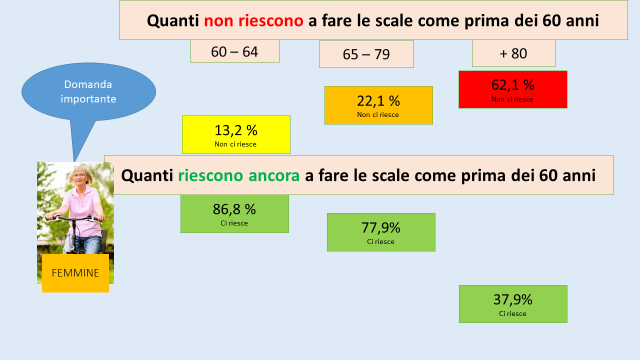 Quanti non riescono a fare le scale come prima dei 60 anni
60 – 64
65 – 79
+ 80
Domanda
importante
62,1 %
Non ci riesce
22,1 %
Non ci riesce
13,2 %
Non ci riesce
Quanti riescono ancora a fare le scale come prima dei 60 anni
86,8 %
Ci riesce
77,9%
Ci riesce
FEMMINE
37,9%
Ci riesce